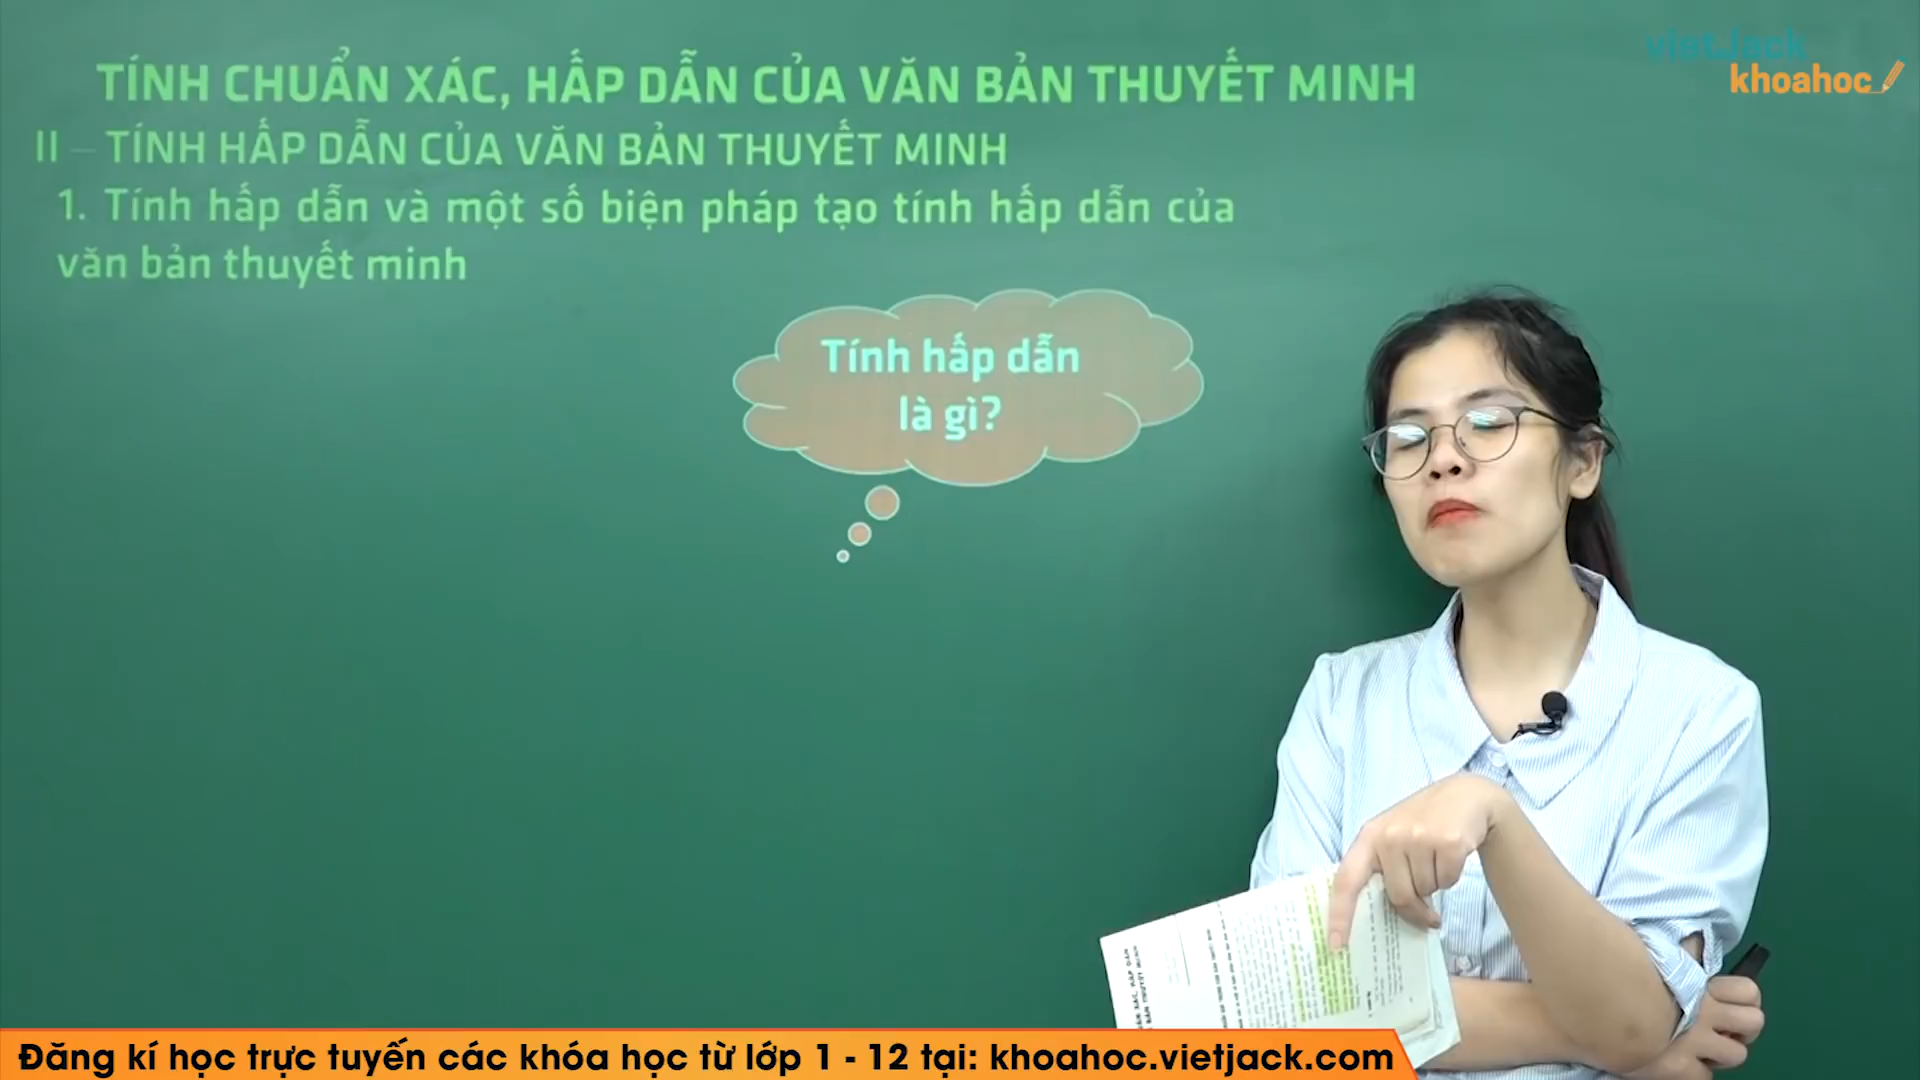 vietJack
khoahoc
TÍNH CHUẨN XÁC, HẤP DẪN CỦA VĂN BẢN THUYẾT MINH
II – TÍNH HẤP DẪN CỦA VĂN BẢN THUYẾT MINH
1. Tính hấp dẫn và một số biện pháp tạo tính hấp dẫn của
văn bản thuyết minh
Tính hấp dẫn
là gì?
Đăng kí học trực tuyến các khóa học từ lớp 1 - 12 tại: khoahoc.vietjack.com